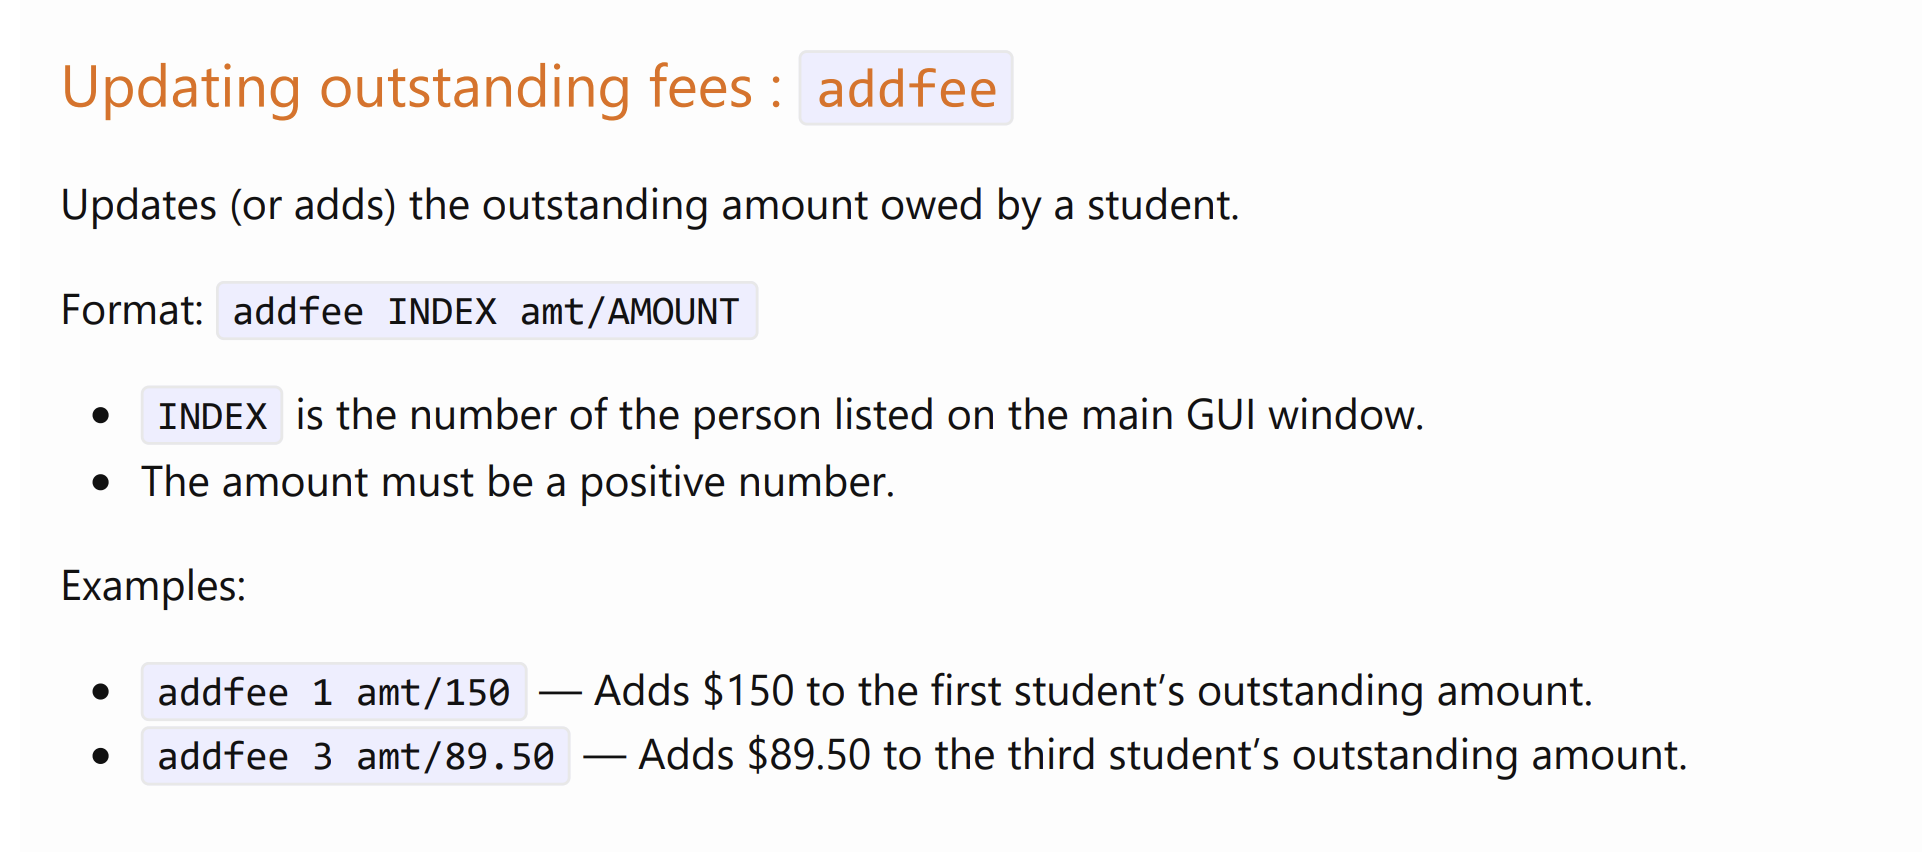 Updating outstanding fees : addfee
Updates (or adds) the outstanding amount owed by a student.
Format: addfee INDEX amt/AMOUNT
• INDEX is the number of the person listed on the main GUI window.
• The amount must be a positive number.
Examples:
• addfee 1 amt/150 — Adds $150 to the first student’s outstanding amount.
• addfee 3 amt/89.50 — Adds $89.50 to the third student’s outstanding amount.